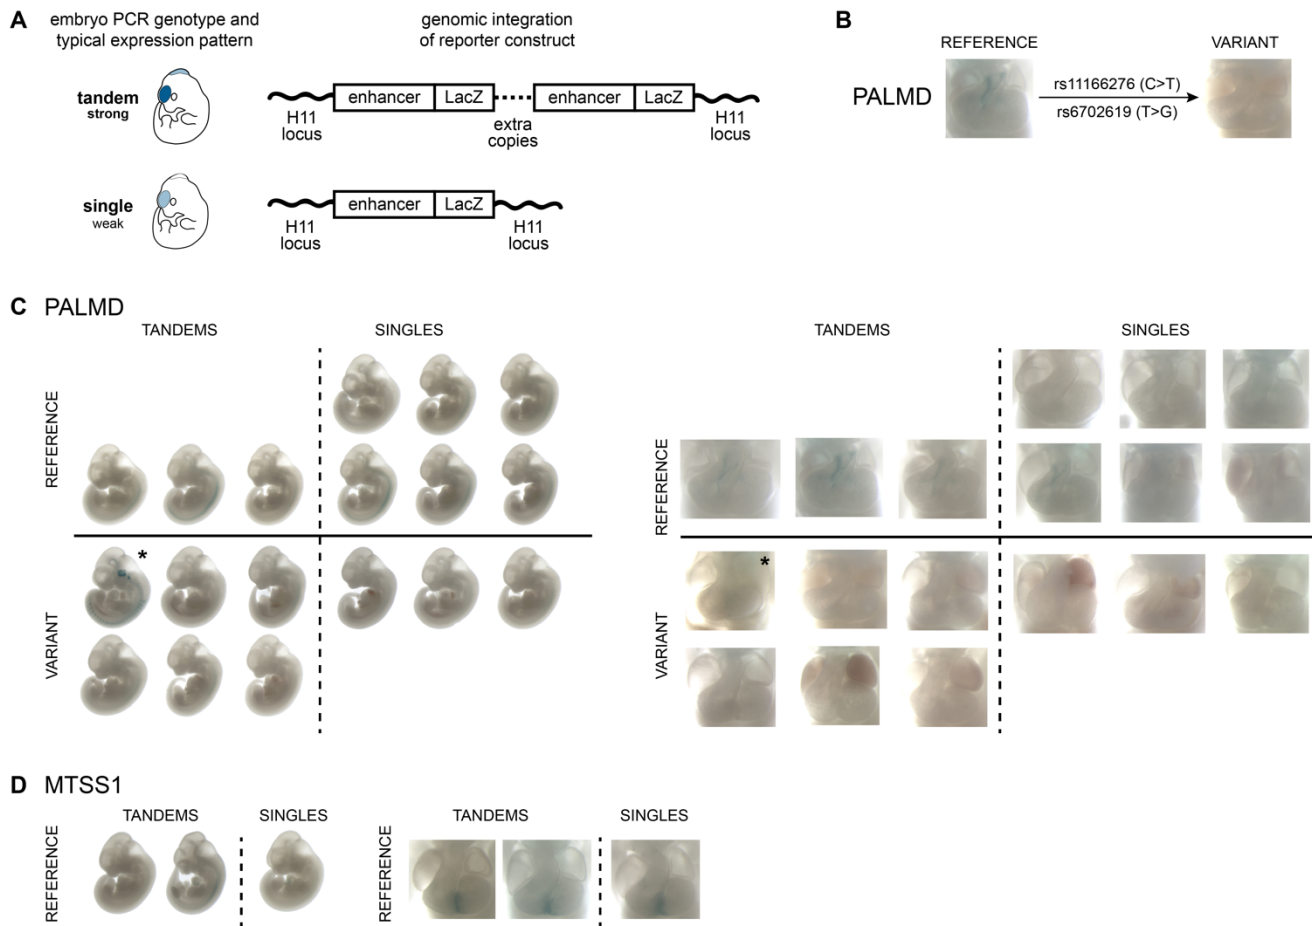 A
embryo PCR genotype and
typical expression pattern
genomic integration
of reporter construct
tandem
strong
enhancer LacZ enhancer LacZ
H11
locus
extra
copies
H11
locus
single
weak
enhancer LacZ
H11
locus
H11
locus
B
REFERENCE VARIANT
PALMD
rs11166276 (C>T)
rs6702619 (T>G)
C PALMD
TANDEMS SINGLES
REFERENCE
*
VARIANT
TANDEMS SINGLES
REFERENCE
*
VARIANT
D MTSS1
TANDEMS SINGLES
REFERENCE
TANDEMS SINGLES
REFERENCE